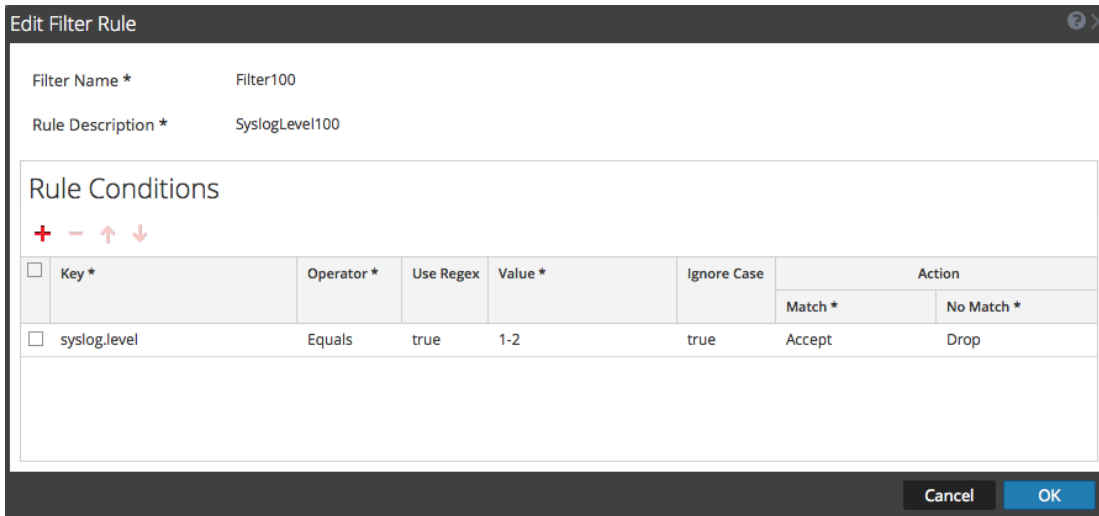 Edit Filter Rule
Filter Name * Filter100
Rule Description * SyslogLevel100
Rule Conditions
Key * Operator * Use Regex Value * Ignore Case Action
Match * No Match *
syslog.level Equals true 1-2 true Accept Drop
Cancel OK